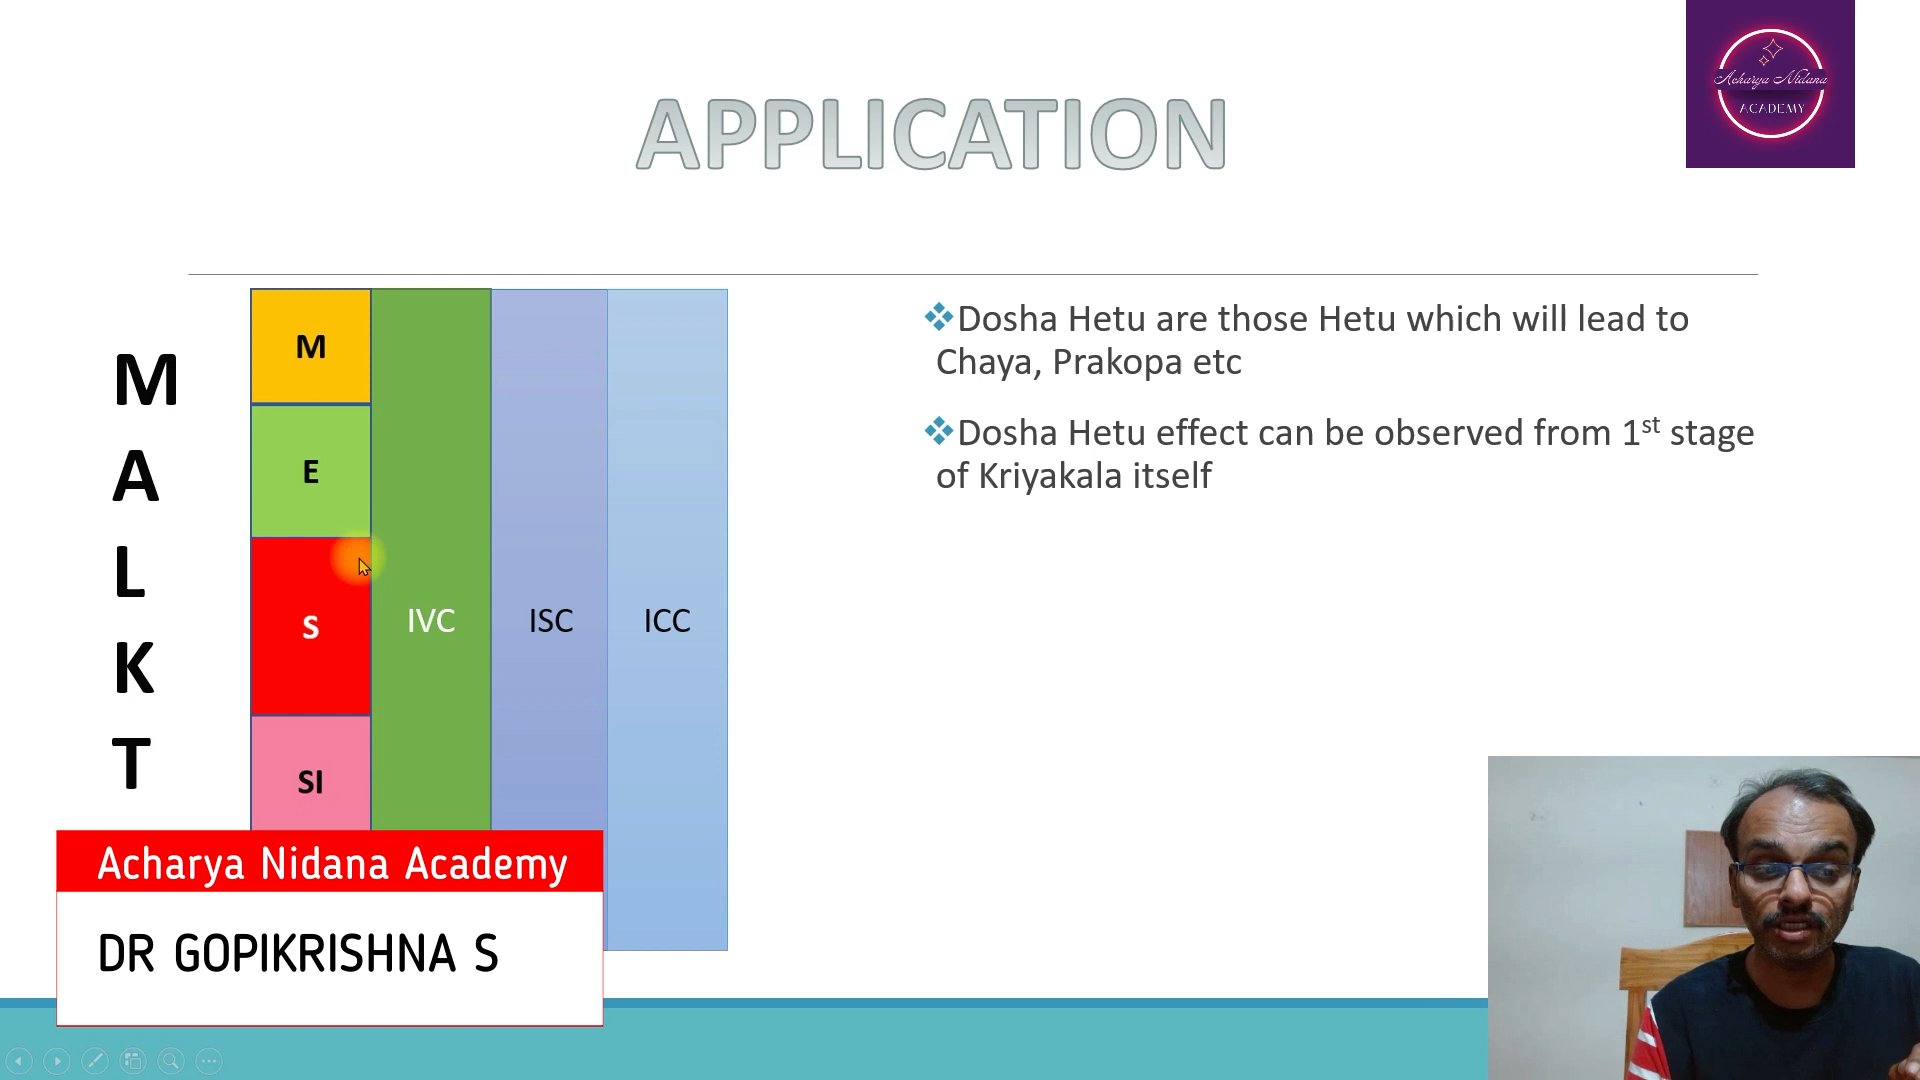 APPLICATION
Acharya Nidana
ACADEMY
M
A
L
K
T
M
E
S
SI
IVC
ISC
ICC
Dosha Hetu are those Hetu which will lead to
Chaya, Prakopa etc
Dosha Hetu effect can be observed from 1st stage
of Kriyakala itself
Acharya Nidana Academy
DR GOPIKRISHNA S